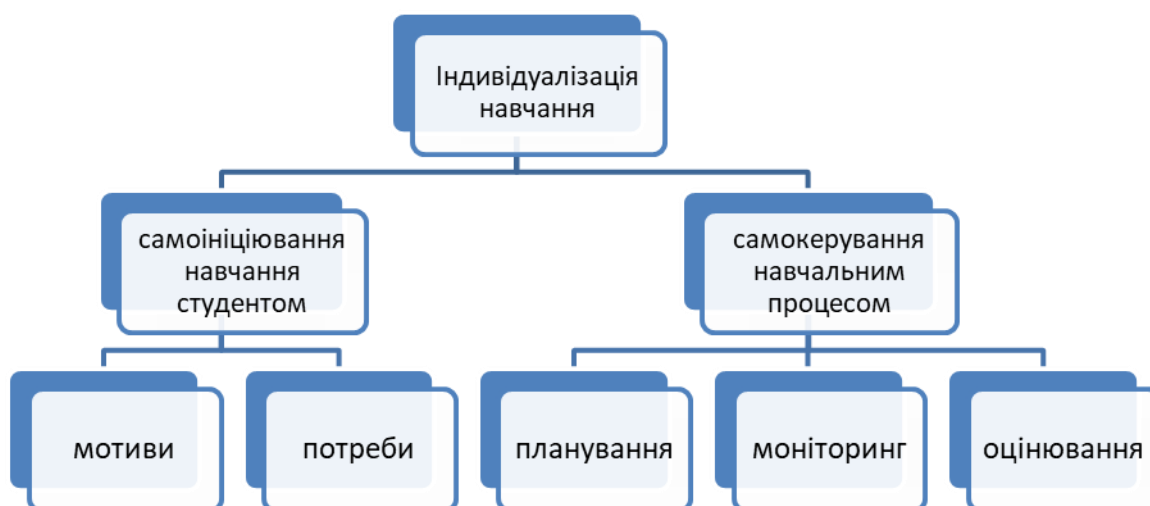 Індивідуалізація
навчання
самоініціювання
навчання
студентом
самокерування
навчальним
процесом
мотиви
потреби
планування
моніторинг
оцінювання